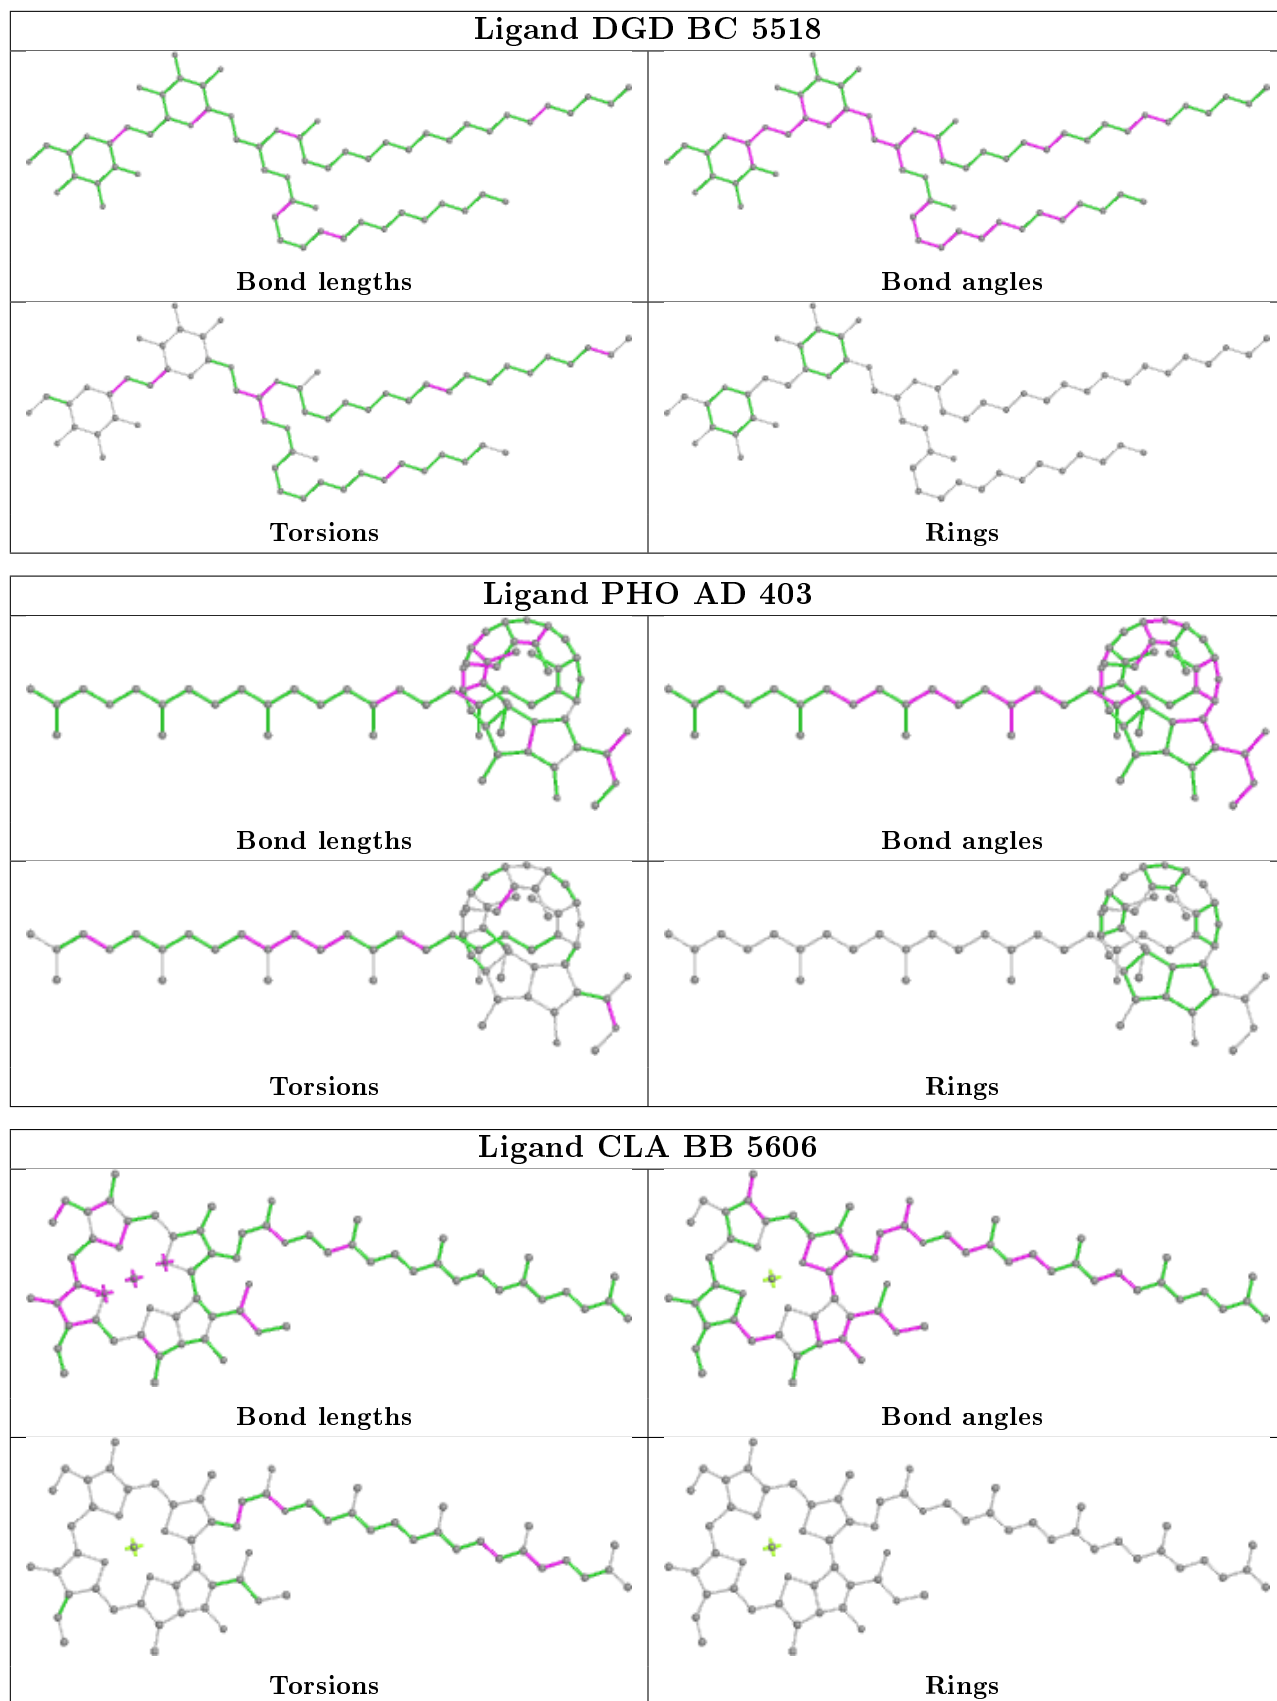 Ligand DGD BC 5518
Bond lengths
Bond angles
Torsions
Rings
Ligand PHO AD 403
Bond lengths
Bond angles
Torsions
Rings
Ligand CLA BB 5606
Bond lengths
Bond angles
Torsions
Rings